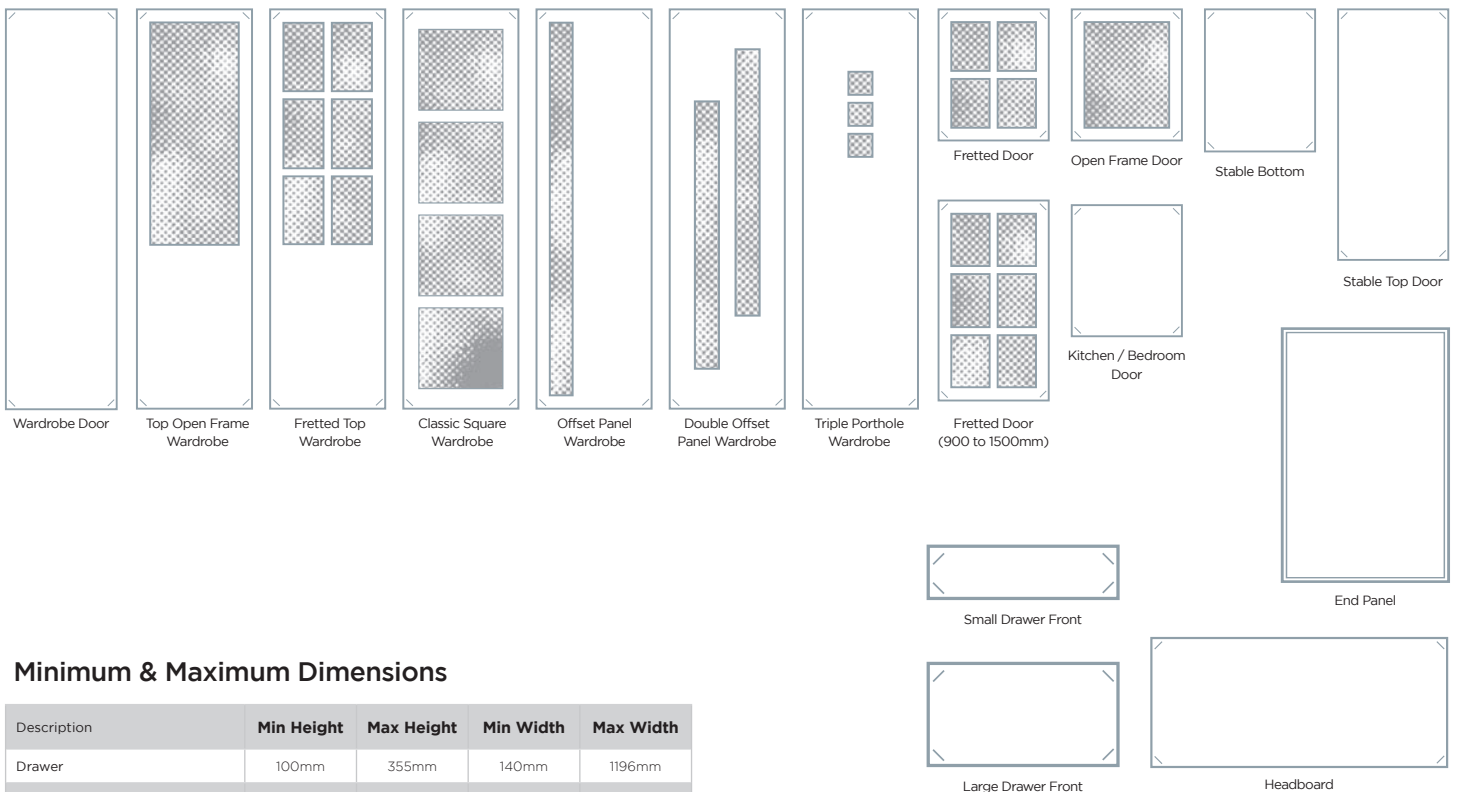 Fretted Door
Open Frame Door
Stable Bottom
Stable Top Door
Kitchen / Bedroom
Door
Wardrobe Door
Top Open Frame
Wardrobe
Fretted Top
Wardrobe
Classic Square
Wardrobe
Offset Panel
Wardrobe
Double Offset
Panel Wardrobe
Triple Porthole
Wardrobe
Fretted Door
(900 to 1500mm)
End Panel
Small Drawer Front
Minimum & Maximum Dimensions
Description Min Height Max Height Min Width Max Width
Drawer 100mm 355mm 140mm 1196mm
Large Drawer Front
Headboard